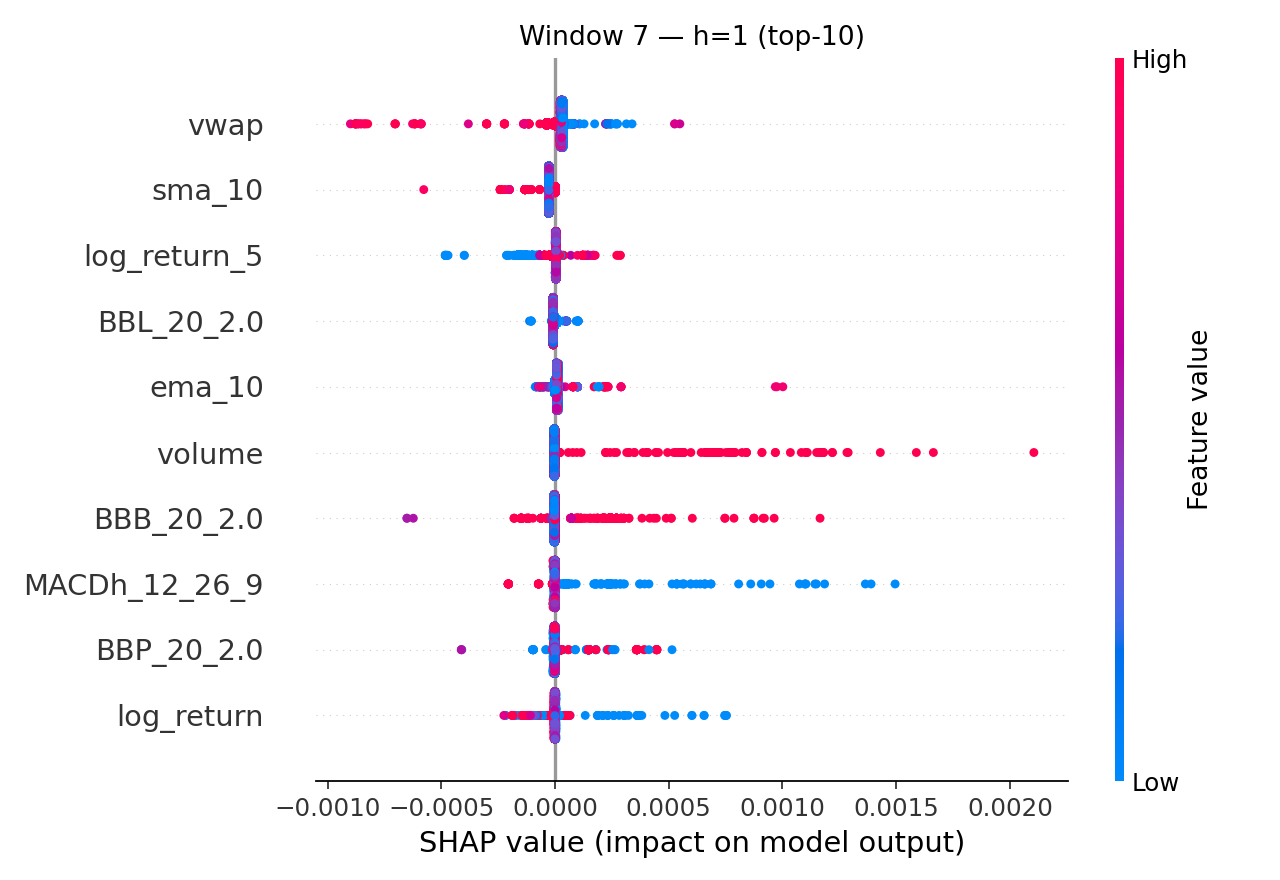 Window 7 — h=1 (top-10)
High
vwap
sma_10
log_return_5
BBL_20_2.0
ema_10
volume
BBB_20_2.0
MACDh_12_26_9
BBP_20_2.0
log_return
Feature value
Low
−0.0010 −0.0005 0.0000 0.0005 0.0010 0.0015 0.0020
SHAP value (impact on model output)